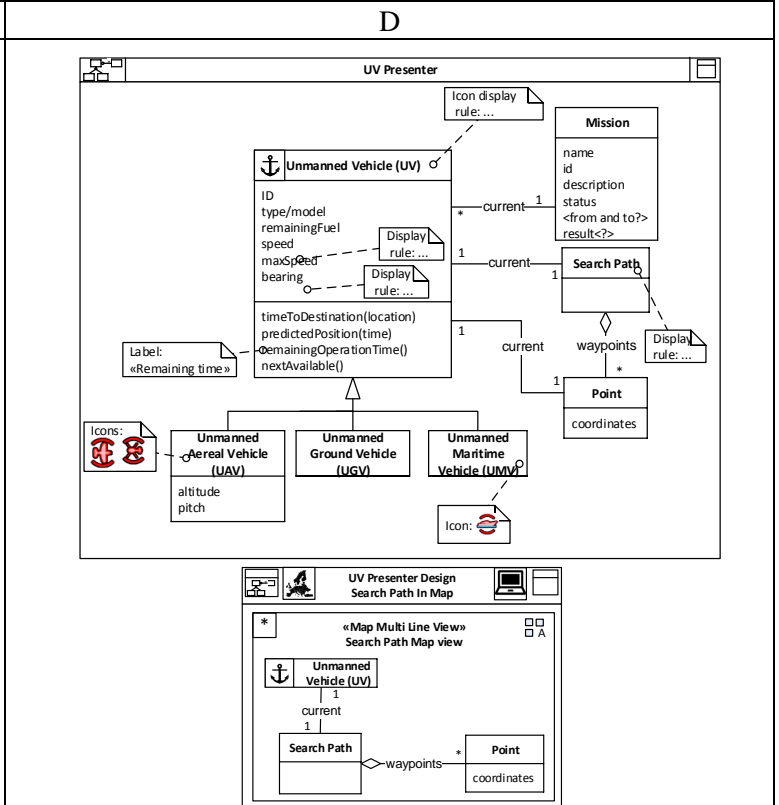 D
UV Presenter
Icon display
rule: ...
Mission
name
id
description
status
<from and to?>
result<?>
Unmanned Vehicle (UV)
ID
type/model
remainingFuel
speed
maxSpeed
bearing
Display
rule: ...
Display
rule: ...
timeToDestination(location)
predictedPosition(time)
remainingOperationTime()
nextAvailable()
Label:
«Remaining time»
*
current
1
1
current
1
Search Path
Display
rule: ...
waypoints
*
1
current
1
Point
coordinates
Icons:
Unmanned
Aereal Vehicle
(UAV)
altitude
pitch
Unmanned
Ground Vehicle
(UGV)
Unmanned
Maritime
Vehicle (UMV)
Icon:
UV Presenter Design
Search Path In Map
*
«Map Multi Line View»
Search Path Map view
A
Unmanned
Vehicle (UV)
1
current
1
Search Path
waypoints
*
Point
coordinates